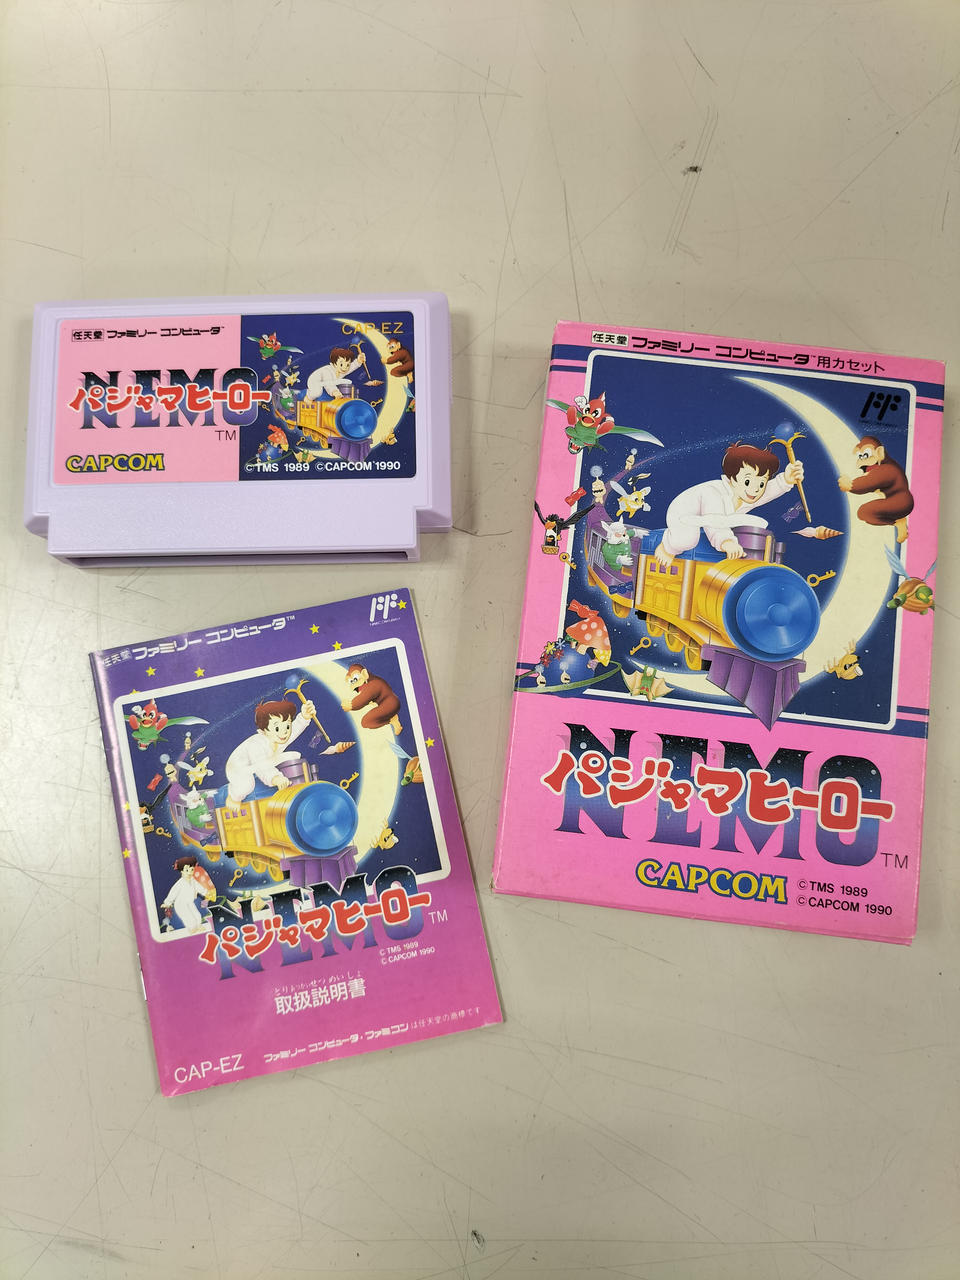 任天堂 ファミリー コンピュータ™
CAP-EZ
NEMO
パジャマヒーロー
TM
CAPCOM
©TMS 1989 ©CAPCOM 1990
任天堂 ファミリー コンピュータ™用カセット
NEMO
パジャマヒーロー
TM
CAPCOM
©TMS 1989
©CAPCOM 1990
任天堂 ファミリー コンピュータ™
NEMO
パジャマヒーロー
TM
© TMS 1989
© CAPCOM 1990
とりあつかいせつめいしょ
取扱説明書
CAP-EZ
ファミリー コンピュータ・ファミコン は任天堂の商標です